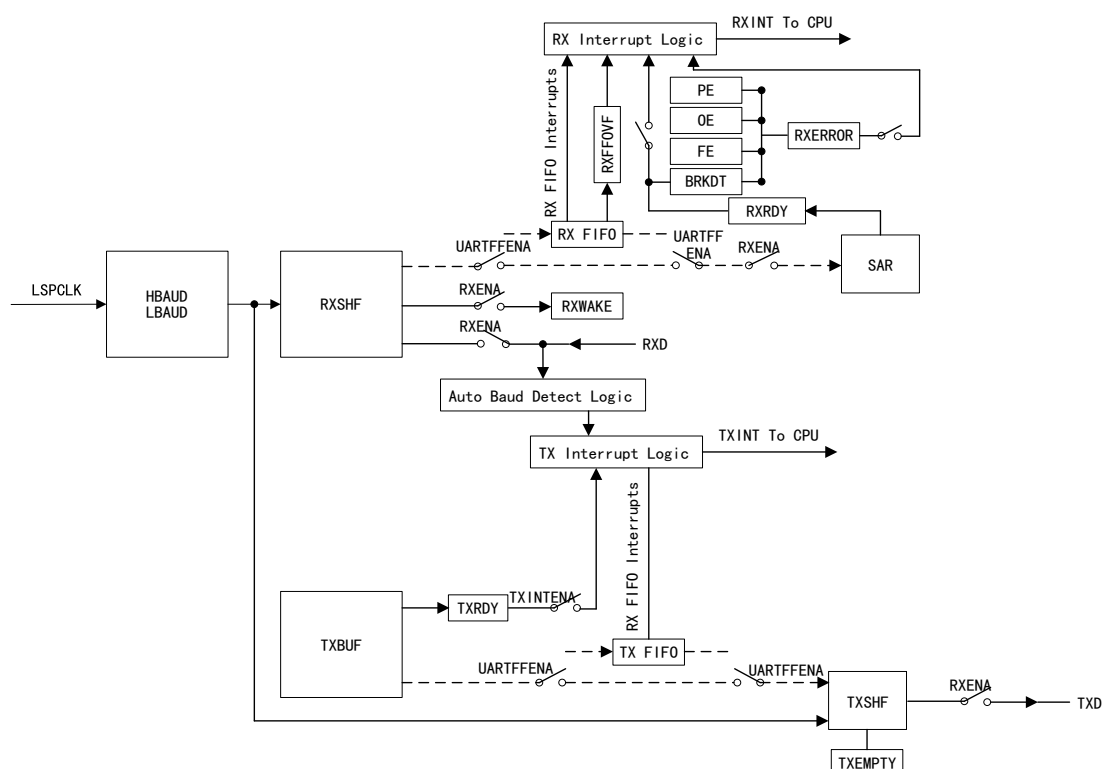 RXINT To CPU
RX Interrupt Logic
RX FIFO Interrupts
RXFFOVF
PE
OE
FE
BRKDT
RXERROR
RXRDY
RX FIFO
UARTFFENA
UARTFF
ENA
RXENA
SAR
LSPCLK
HBAUD
LBAUD
RXSHF
RXENA
RXWAKE
RXENA
RXD
Auto Baud Detect Logic
TX Interrupt Logic
TXINT To CPU
RX FIFO Interrupts
TXBUF
TXRDY
TXINTENA
TX FIFO
UARTFFENA
UARTFFENA
TXSHF
RXENA
TXD
TXEMPTY